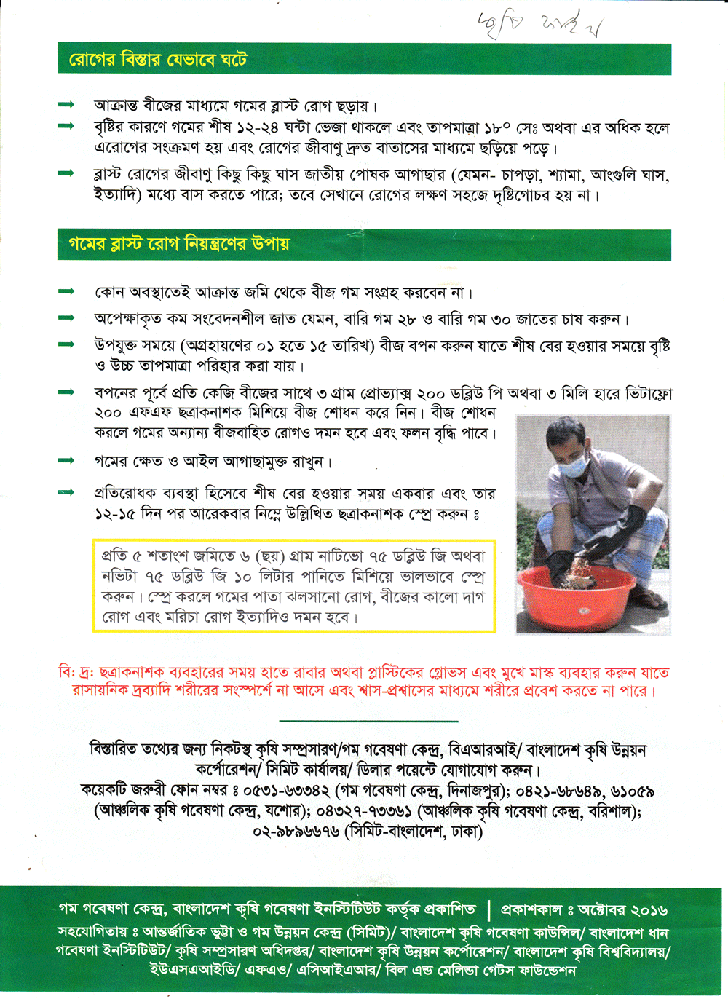 কৃষি ফাইল
রোগের বিস্তার যেভাবে ঘটে
আক্রান্ত বীজের মাধ্যমে গমের ব্লাস্ট রোগ ছড়ায়।
বৃষ্টির কারণে গমের শীষ ১২-২৪ ঘন্টা ভেজা থাকলে এবং তাপমাত্রা ১৮° সেঃ অথবা এর অধিক হলে
এরোগের সংক্রমণ হয় এবং রোগের জীবাণু দ্রুত বাতাসের মাধ্যমে ছড়িয়ে পড়ে।
ব্লাস্ট রোগের জীবাণু কিছু কিছু ঘাস জাতীয় পোষক আগাছার (যেমন- চাপড়া, শ্যামা, আংগুলি ঘাস,
ইত্যাদি) মধ্যে বাস করতে পারে; তবে সেখানে রোগের লক্ষণ সহজে দৃষ্টিগোচর হয় না।
গমের ব্লাস্ট রোগ নিয়ন্ত্রণের উপায়
কোন অবস্থাতেই আক্রান্ত জমি থেকে বীজ গম সংগ্রহ করবেন না।
অপেক্ষাকৃত কম সংবেদনশীল জাত যেমন, বারি গম ২৮ ও বারি গম ৩০ জাতের চাষ করুন।
উপযুক্ত সময়ে (অগ্রহায়ণের ০১ হতে ১৫ তারিখ) বীজ বপন করুন যাতে শীষ বের হওয়ার সময়ে বৃষ্টি
ও উচ্চ তাপমাত্রা পরিহার করা যায়।
বপনের পূর্বে প্রতি কেজি বীজের সাথে ৩ গ্রাম প্রোভ্যাক্স ২০০ ডব্লিউ পি অথবা ৩ মিলি হারে ভিটাফ্লো
২০০ এফএফ ছত্রাকনাশক মিশিয়ে বীজ শোধন করে নিন। বীজ শোধন
করলে গমের অন্যান্য বীজবাহিত রোগও দমন হবে এবং ফলন বৃদ্ধি পাবে।
গমের ক্ষেত ও আইল আগাছামুক্ত রাখুন।
প্রতিরোধক ব্যবস্থা হিসেবে শীষ বের হওয়ার সময় একবার এবং তার
১২-১৫ দিন পর আরেকবার নিম্নে উল্লিখিত ছত্রাকনাশক স্প্রে করুন ঃ
প্রতি ৫ শতাংশ জমিতে ৬ (ছয়) গ্রাম নাটিভো ৭৫ ডব্লিউ জি অথবা
নভিটা ৭৫ ডব্লিউ জি ১০ লিটার পানিতে মিশিয়ে ভালভাবে স্প্রে
করুন। স্প্রে করলে গমের পাতা ঝলসানো রোগ, বীজের কালো দাগ
রোগ এবং মরিচা রোগ ইত্যাদিও দমন হবে।
বি: দ্র: ছত্রাকনাশক ব্যবহারের সময় হাতে রাবার অথবা প্লাস্টিকের গ্লোভস এবং মুখে মাস্ক ব্যবহার করুন যাতে
রাসায়নিক দ্রব্যাদি শরীরের সংস্পর্শে না আসে এবং শ্বাস-প্রশ্বাসের মাধ্যমে শরীরে প্রবেশ করতে না পারে।
বিস্তারিত তথ্যের জন্য নিকটস্থ কৃষি সম্প্রসারণ/গম গবেষণা কেন্দ্র, বিএআরআই/ বাংলাদেশ কৃষি উন্নয়ন
কর্পোরেশন/ সিমিট কার্যালয়/ ডিলার পয়েন্টে যোগাযোগ করুন।
কয়েকটি জরুরী ফোন নম্বর ঃ ০৫৩১-৬৩৩৪২ (গম গবেষণা কেন্দ্র, দিনাজপুর); ০৪২১-৬৮৬৪৯, ৬১০৫৯
(আঞ্চলিক কৃষি গবেষণা কেন্দ্র, যশোর); ০৪৩২৭-৭৩৩৬১ (আঞ্চলিক কৃষি গবেষণা কেন্দ্র, বরিশাল);
০২-৯৮৯৬৬৭৬ (সিমিট-বাংলাদেশ, ঢাকা)
গম গবেষণা কেন্দ্র, বাংলাদেশ কৃষি গবেষণা ইনস্টিটিউট কর্তৃক প্রকাশিত | প্রকাশকাল ঃ অক্টোবর ২০১৬
সহযোগিতায় ঃ আন্তর্জাতিক ভুট্টা ও গম উন্নয়ন কেন্দ্র (সিমিট)/ বাংলাদেশ কৃষি গবেষণা কাউন্সিল/ বাংলাদেশ ধান
গবেষণা ইনস্টিটিউট/ কৃষি সম্প্রসারণ অধিদপ্তর/ বাংলাদেশ কৃষি উন্নয়ন কর্পোরেশন/ বাংলাদেশ কৃষি বিশ্ববিদ্যালয়/
ইউএসএআইডি/ এফএও/ এসিআইএআর/ বিল এন্ড মেলিন্ডা গেটস ফাউন্ডেশন